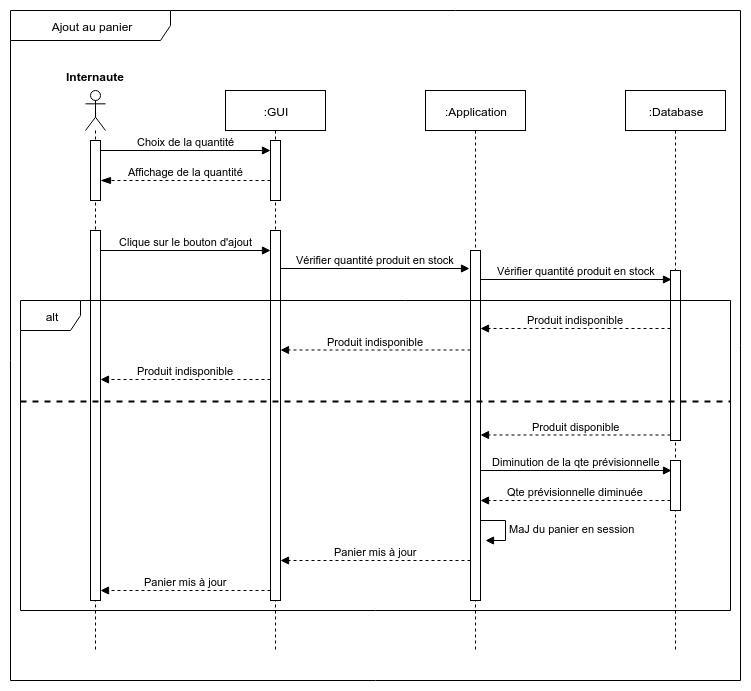 Ajout au panier
Internaute
:GUI
:Application
:Database
Choix de la quantité
Affichage de la quantité
Clique sur le bouton d'ajout
Vérifier quantité produit en stock
Vérifier quantité produit en stock
alt
Produit indisponible
Produit indisponible
Produit indisponible
Produit disponible
Diminution de la qte prévisionnelle
Qte prévisionnelle diminuée
MaJ du panier en session
Panier mis à jour
Panier mis à jour